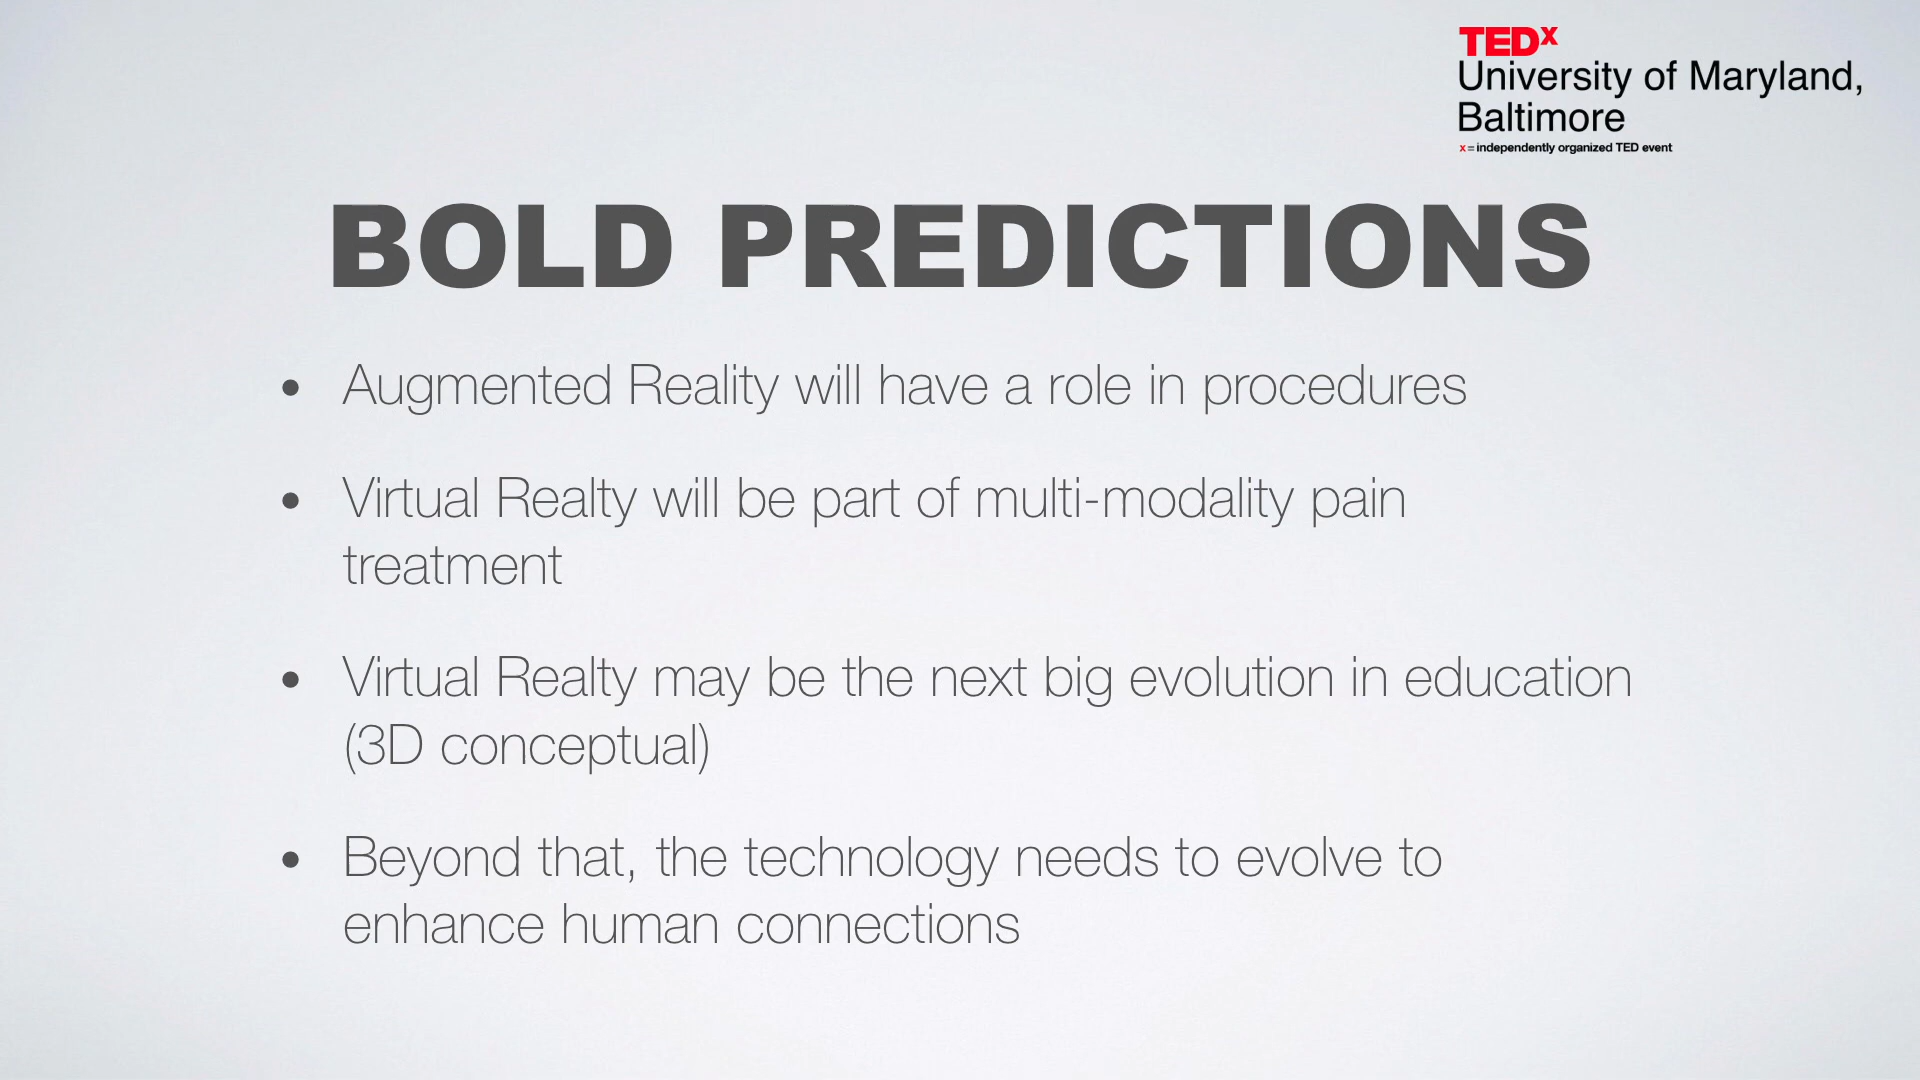 TEDx
University of Maryland,
Baltimore
x = independently organized TED event
BOLD PREDICTIONS
• Augmented Reality will have a role in procedures
• Virtual Realty will be part of multi-modality pain
treatment
• Virtual Realty may be the next big evolution in education
(3D conceptual)
• Beyond that, the technology needs to evolve to
enhance human connections